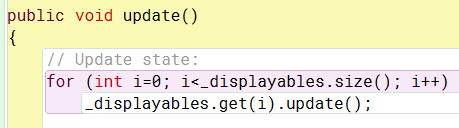 public void update()
{
// Update state:
for (int i=0; i<_displayables.size(); i++)
_displayables.get(i).update();